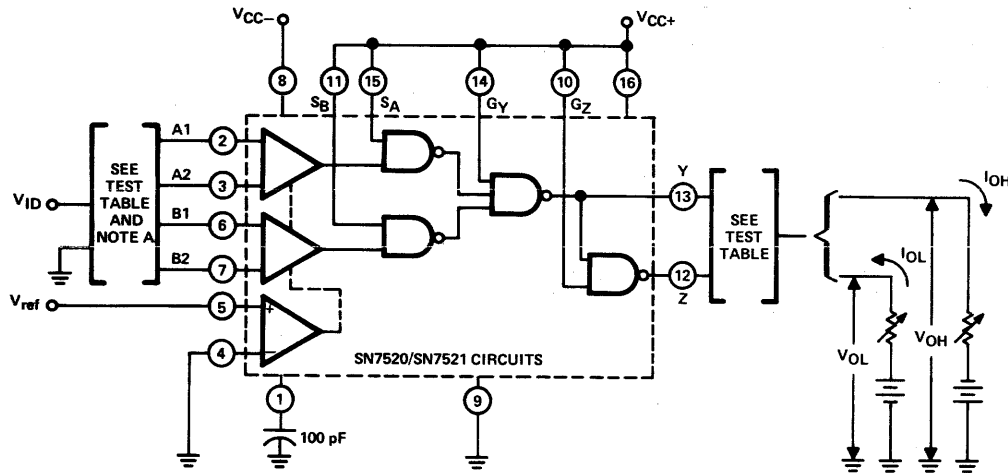 VCC−
VCC+
8
11
15
14
10
16
SB
SA
GY
GZ
VID
SEE
TEST
TABLE
AND
NOTE A
A1
2
A2
3
B1
6
B2
7
Vref
5
+
4
−
Y
13
12
Z
SEE
TEST
TABLE
IOH
IOL
VOL
VOH
SN7520/SN7521 CIRCUITS
1
9
100 pF